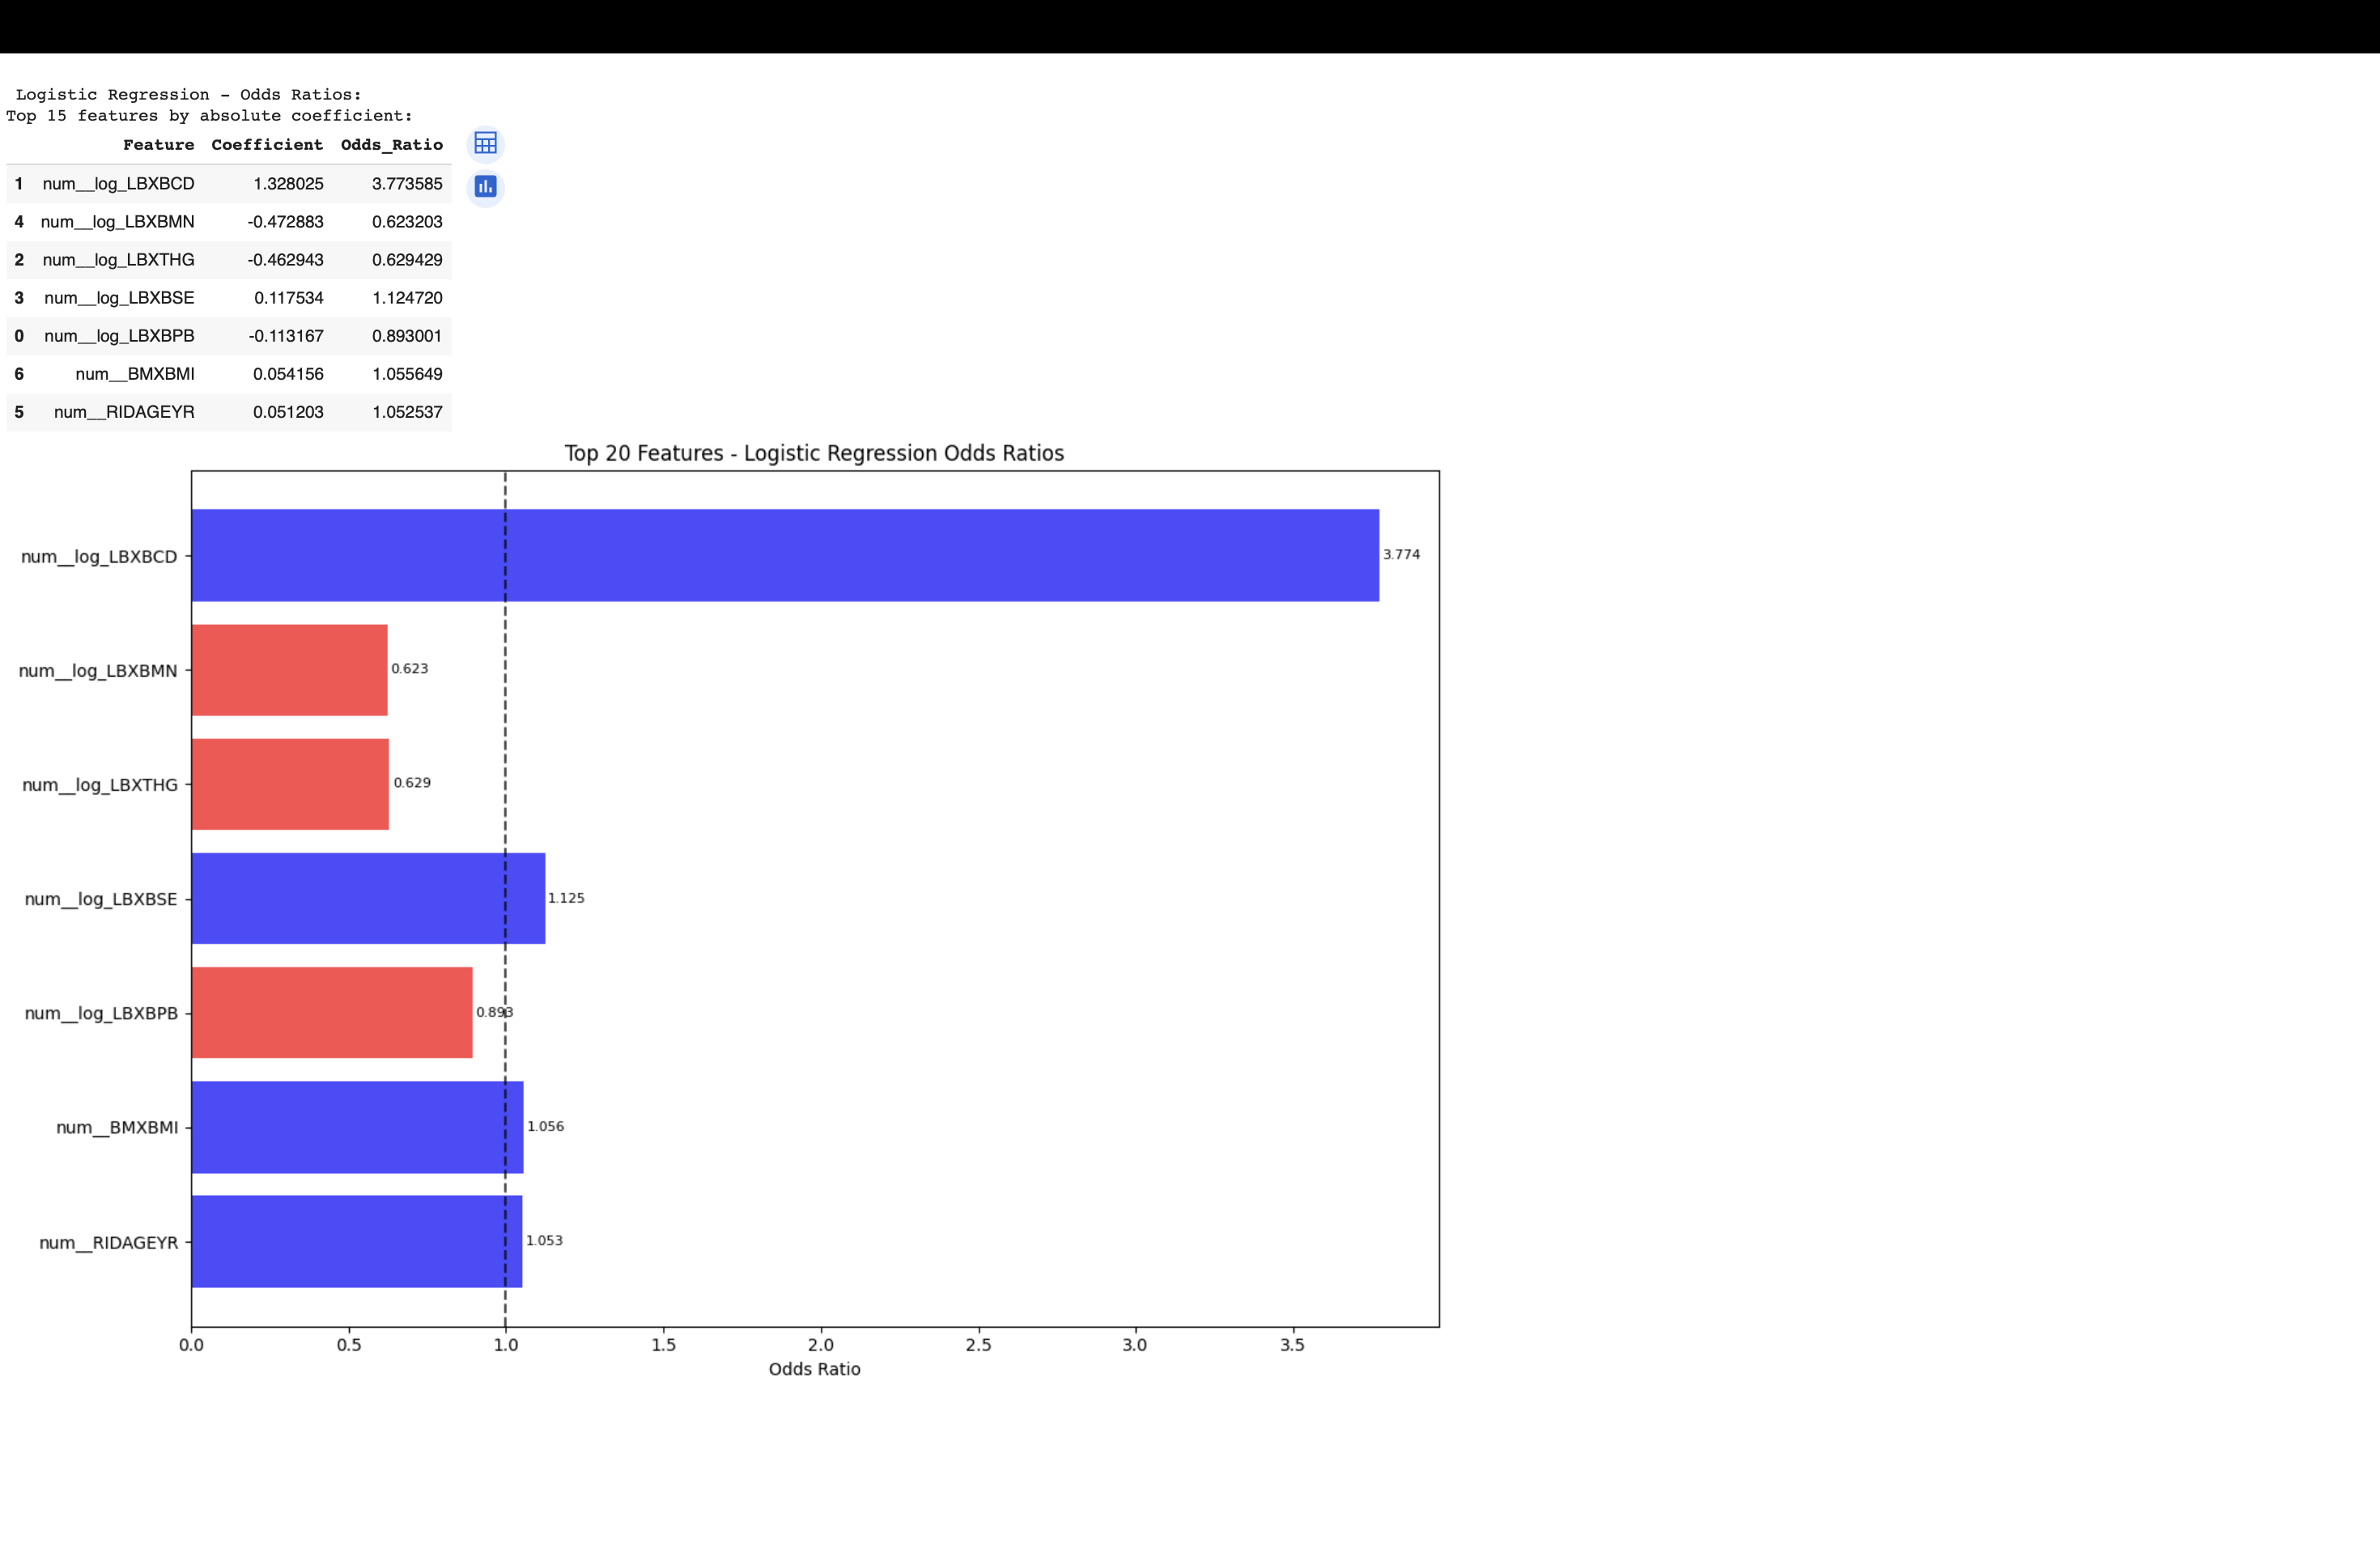 Logistic Regression - Odds Ratios:
Top 15 features by absolute coefficient:
Feature Coefficient Odds_Ratio
1 num__log_LBXBCD 1.328025 3.773585
4 num__log_LBXBMN -0.472883 0.623203
2 num__log_LBXTHG -0.462943 0.629429
3 num__log_LBXBSE 0.117534 1.124720
0 num__log_LBXBPB -0.113167 0.893001
6 num__BMXBMI 0.054156 1.055649
5 num__RIDAGEYR 0.051203 1.052537
Top 20 Features - Logistic Regression Odds Ratios
num__log_LBXBCD 3.774
num__log_LBXBMN 0.623
num__log_LBXTHG 0.629
num__log_LBXBSE 1.125
num__log_LBXBPB 0.893
num__BMXBMI 1.056
num__RIDAGEYR 1.053
0.0 0.5 1.0 1.5 2.0 2.5 3.0 3.5
Odds Ratio